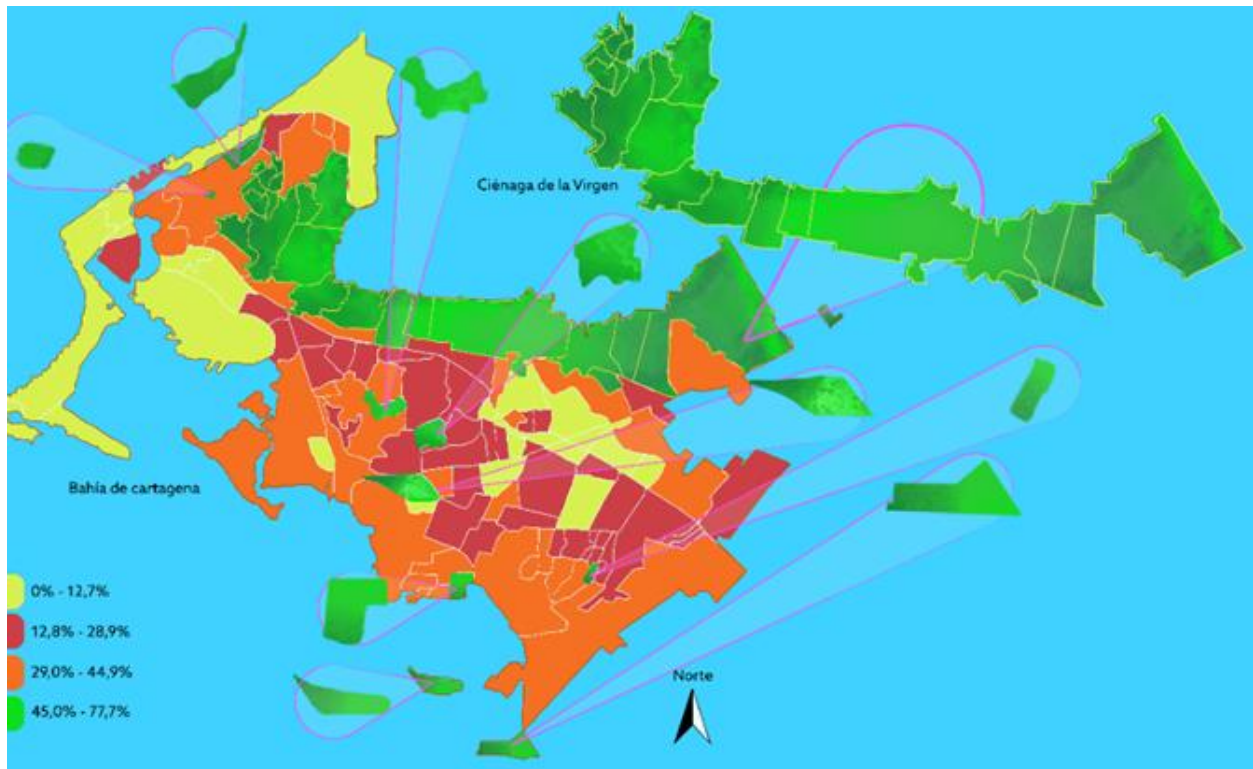 Ciénaga de la Virgen
Bahía de cartagena
0% - 12,7%
12,8% - 28,9%
29,0% - 44,9%
45,0% - 77,7%
Norte